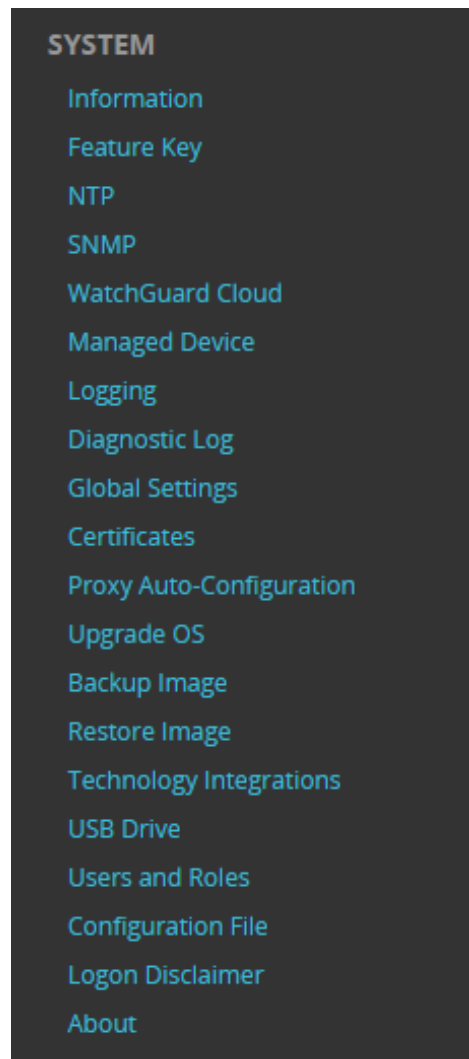 SYSTEM
Information
Feature Key
NTP
SNMP
WatchGuard Cloud
Managed Device
Logging
Diagnostic Log
Global Settings
Certificates
Proxy Auto-Configuration
Upgrade OS
Backup Image
Restore Image
Technology Integrations
USB Drive
Users and Roles
Configuration File
Logon Disclaimer
About